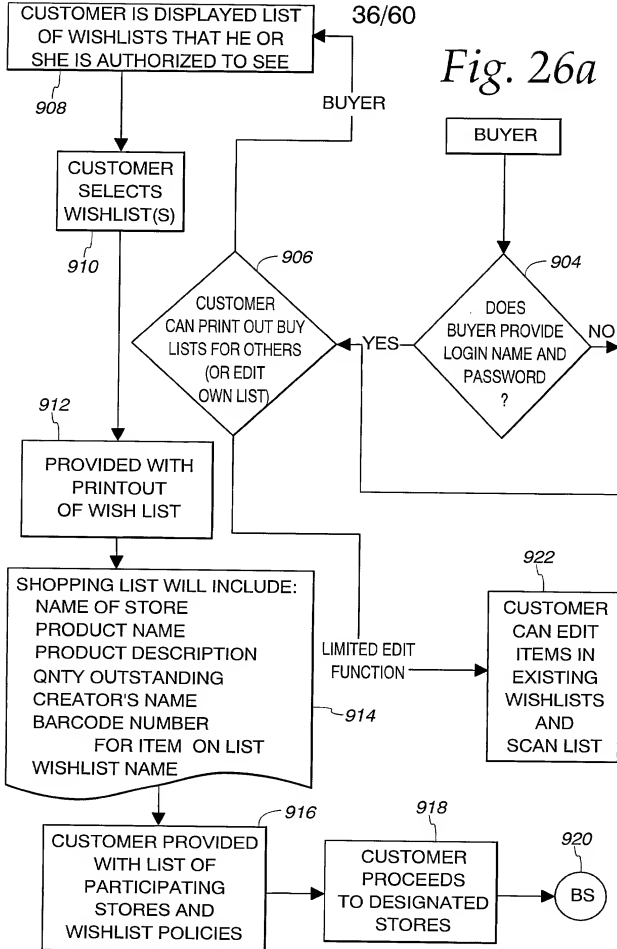 36/60
Fig. 26a
CUSTOMER IS DISPLAYED LIST
OF WISHLISTS THAT HE OR
SHE IS AUTHORIZED TO SEE
908
BUYER
BUYER
CUSTOMER
SELECTS
WISHLIST(S)
910
906
CUSTOMER
CAN PRINT OUT BUY
LISTS FOR OTHERS
(OR EDIT
OWN LIST)
904
DOES
BUYER PROVIDE
LOGIN NAME AND
PASSWORD
?
YES
NO
912
PROVIDED WITH
PRINTOUT
OF WISH LIST
SHOPPING LIST WILL INCLUDE:
NAME OF STORE
PRODUCT NAME
PRODUCT DESCRIPTION
QNTY OUTSTANDING
CREATOR'S NAME
BARCODE NUMBER
FOR ITEM ON LIST
WISHLIST NAME
914
LIMITED EDIT
FUNCTION
922
CUSTOMER
CAN EDIT
ITEMS IN
EXISTING
WISHLISTS
AND
SCAN LIST
916
CUSTOMER PROVIDED
WITH LIST OF
PARTICIPATING
STORES AND
WISHLIST POLICIES
918
CUSTOMER
PROCEEDS
TO DESIGNATED
STORES
920
BS